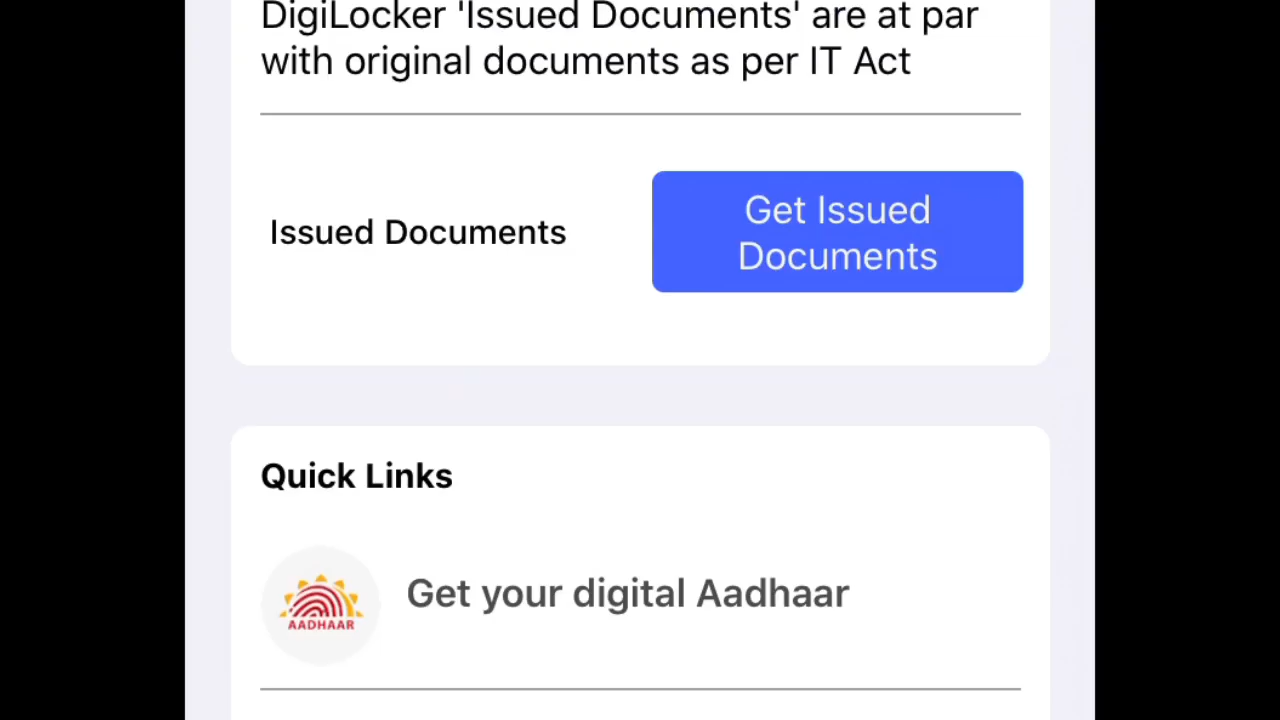 DigiLocker 'Issued Documents' are at par
with original documents as per IT Act
Issued Documents
Get Issued
Documents
Quick Links
AADHAAR
Get your digital Aadhaar